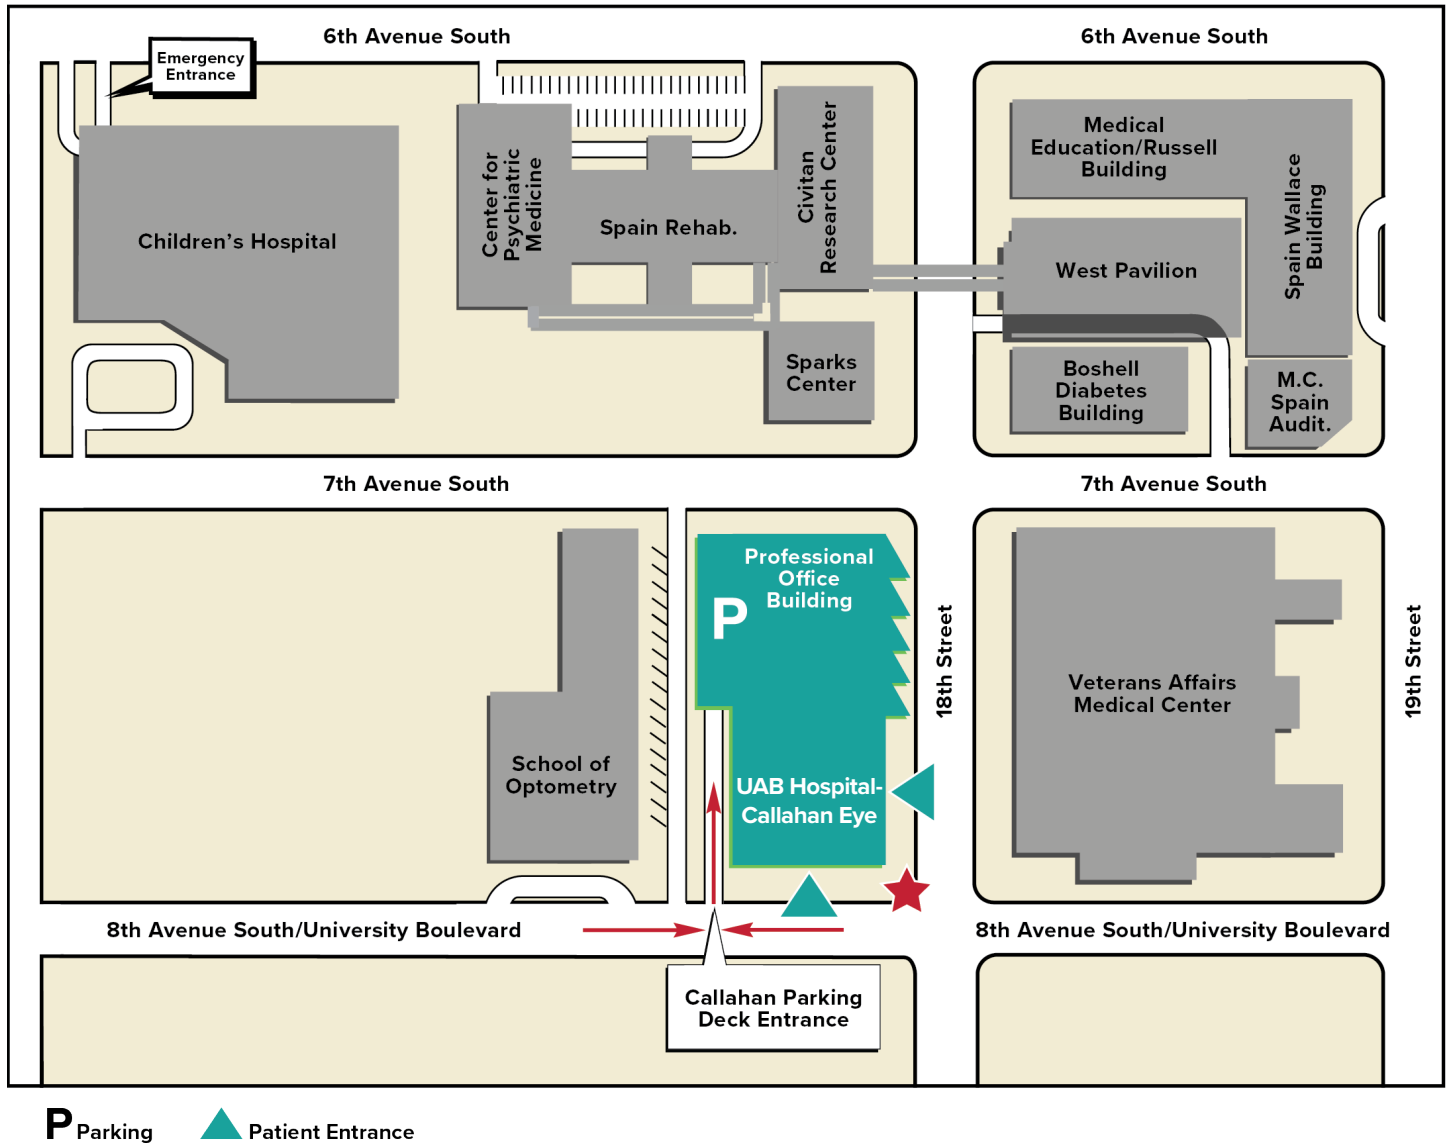 6th Avenue South
6th Avenue South
Emergency
Entrance
Children's Hospital
Center for
Psychiatric
Medicine
Spain Rehab.
Civitan
Research Center
Sparks
Center
Medical
Education/Russell
Building
Spain Wallace
Building
West Pavilion
Boshell
Diabetes
Building
M.C.
Spain
Audit.
7th Avenue South
7th Avenue South
Professional
Office
Building
P
School of
Optometry
UAB Hospital-
Callahan Eye
18th Street
Veterans Affairs
Medical Center
19th Street
8th Avenue South/University Boulevard
8th Avenue South/University Boulevard
Callahan Parking
Deck Entrance
P Parking
Patient Entrance